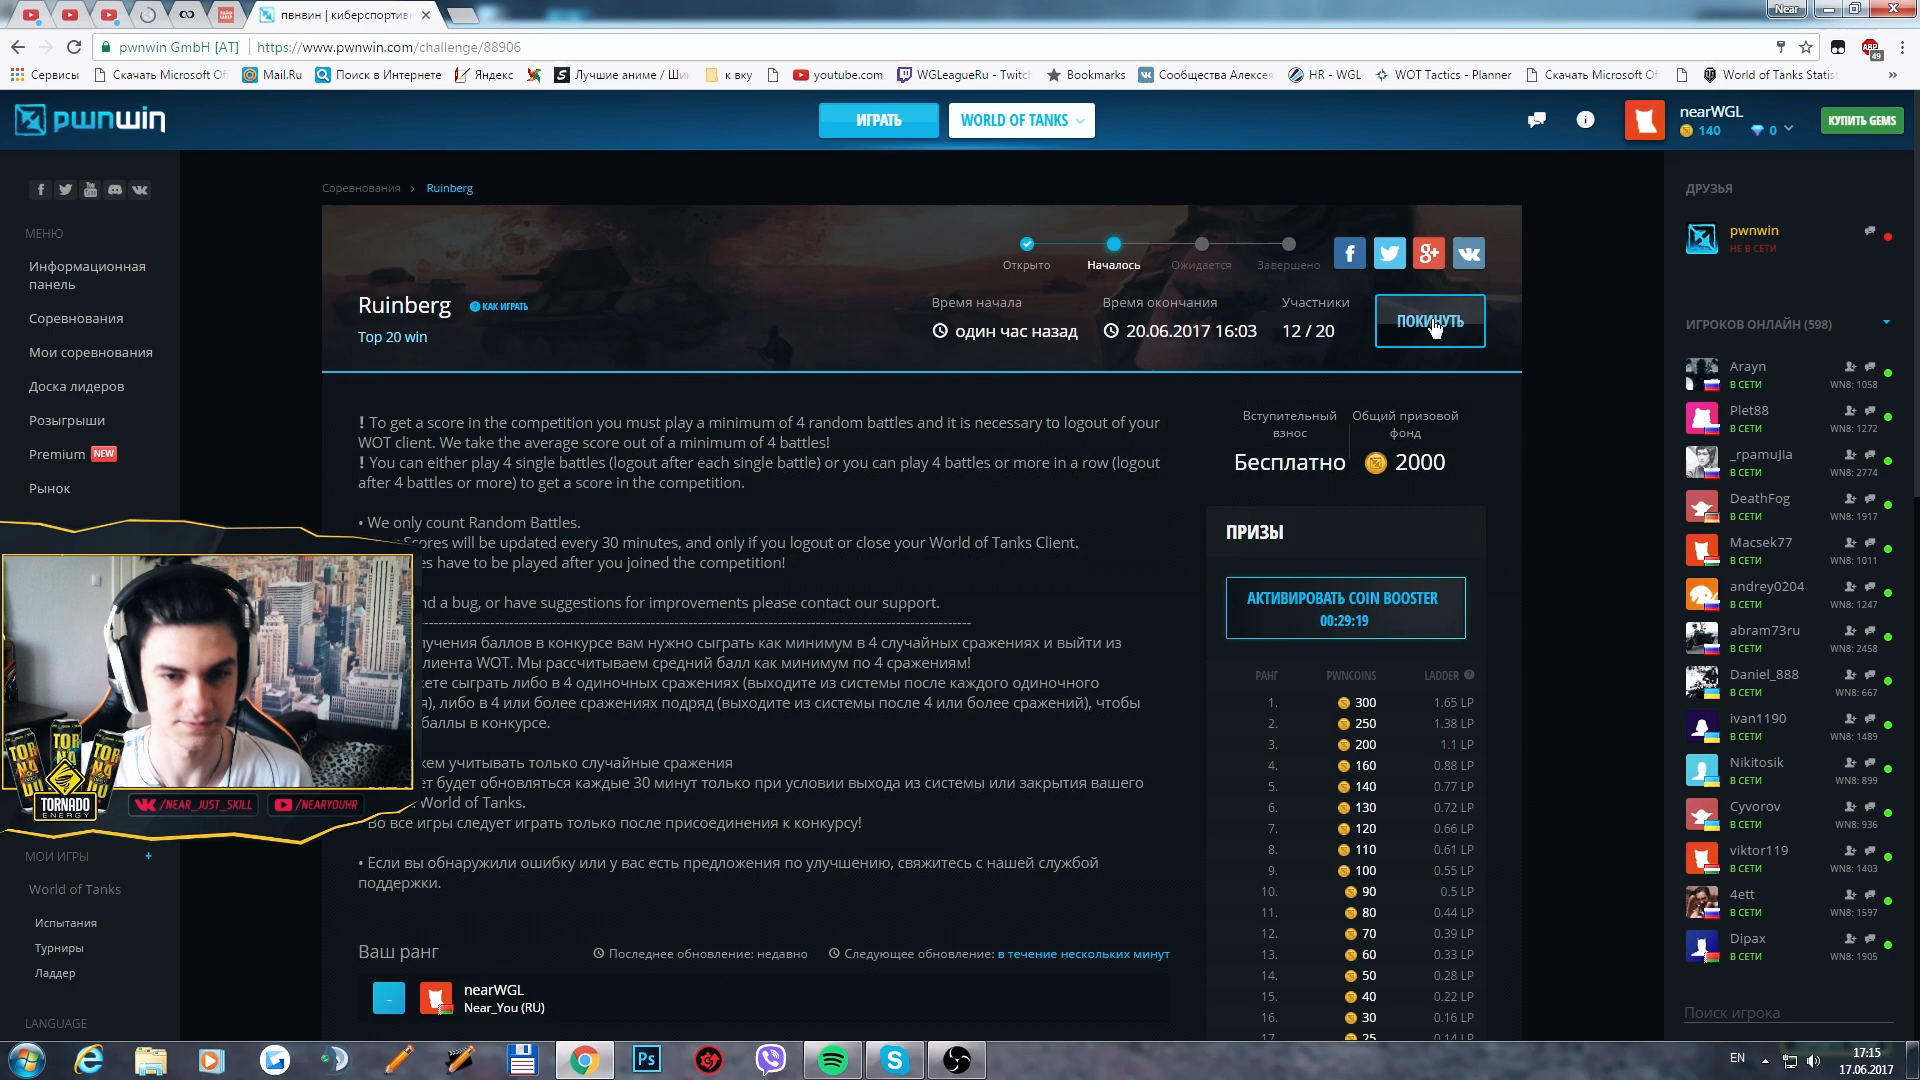 пвнвин | киберспортив
Near
pwnwin GmbH [AT]
https://www.pwnwin.com/challenge/88906
Сервисы
Скачать Microsoft Of
Mail.Ru
Поиск в Интернете
Яндекс
Лучшие аниме / Ши
к вку
youtube.com
WGLeagueRu - Twitc
Bookmarks
Сообщества Алексея
HR - WGL
WOT Tactics - Planner
Скачать Microsoft Of
World of Tanks Statis
pwnwin
ИГРАТЬ
WORLD OF TANKS
nearWGL
140
0
КУПИТЬ GEMS
МЕНЮ
Информационная
панель
Соревнования
Мои соревнования
Доска лидеров
Розыгрыши
Premium NEW
Рынок
Соревнования > Ruinberg
Открыто
Началось
Ожидается
Завершено
Ruinberg
КАК ИГРАТЬ
Top 20 win
Время начала
один час назад
Время окончания
20.06.2017 16:03
Участники
12 / 20
ПОКИНУТЬ
! To get a score in the competition you must play a minimum of 4 random battles and it is necessary to logout of your
WOT client. We take the average score out of a minimum of 4 battles!
! You can either play 4 single battles (logout after each single battle) or you can play 4 battles or more in a row (logout
after 4 battles or more) to get a score in the competition.
• We only count Random Battles.
Scores will be updated every 30 minutes, and only if you logout or close your World of Tanks Client.
es have to be played after you joined the competition!
nd a bug, or have suggestions for improvements please contact our support.
лучения баллов в конкурсе вам нужно сыграть как минимум в 4 случайных сражениях и выйти из
лиента WOT. Мы рассчитываем средний балл как минимум по 4 сражениям!
жете сыграть либо в 4 одиночных сражениях (выходите из системы после каждого одиночного
я), либо в 4 или более сражениях подряд (выходите из системы после 4 или более сражений), чтобы
баллы в конкурсе.
жем учитывать только случайные сражения
ет будет обновляться каждые 30 минут только при условии выхода из системы или закрытия вашего
World of Tanks.
Во все игры следует играть только после присоединения к конкурсу!
• Если вы обнаружили ошибку или у вас есть предложения по улучшению, свяжитесь с нашей службой
поддержки.
Ваш ранг
Последнее обновление: недавно
Следующее обновление: в течение нескольких минут
-
nearWGL
Near_You (RU)
Вступительный
взнос
Бесплатно
Общий призовой
фонд
2000
ПРИЗЫ
АКТИВИРОВАТЬ COIN BOOSTER
00:29:19
РАНГ PWNCOINS LADDER
1. 300 1.65 LP
2. 250 1.38 LP
3. 200 1.1 LP
4. 160 0.88 LP
5. 140 0.77 LP
6. 130 0.72 LP
7. 120 0.66 LP
8. 110 0.61 LP
9. 100 0.55 LP
10. 90 0.5 LP
11. 80 0.44 LP
12. 70 0.39 LP
13. 60 0.33 LP
14. 50 0.28 LP
15. 40 0.22 LP
16. 30 0.16 LP
17. 25 0.14 LP
ДРУЗЬЯ
pwnwin
НЕ В СЕТИ
ИГРОКОВ ОНЛАЙН (598)
Arayn
В СЕТИ WN8: 1058
Plet88
В СЕТИ WN8: 1272
_rpamuJla
В СЕТИ WN8: 2774
DeathFog
В СЕТИ WN8: 1917
Macsek77
В СЕТИ WN8: 1011
andrey0204
В СЕТИ WN8: 1247
abram73ru
В СЕТИ WN8: 2458
Daniel_888
В СЕТИ WN8: 667
ivan1190
В СЕТИ WN8: 1489
Nikitosik
В СЕТИ WN8: 899
Cyvorov
В СЕТИ WN8: 936
viktor119
В СЕТИ WN8: 1403
4ett
В СЕТИ WN8: 1597
Dipax
В СЕТИ WN8: 1905
Поиск игрока
TORNADO
ENERGY
/NEAR_JUST_SKILL
/NEARYOUHR
МОИ ИГРЫ +
World of Tanks
Испытания
Турниры
Ладдер
LANGUAGE
EN
17:15
17.06.2017